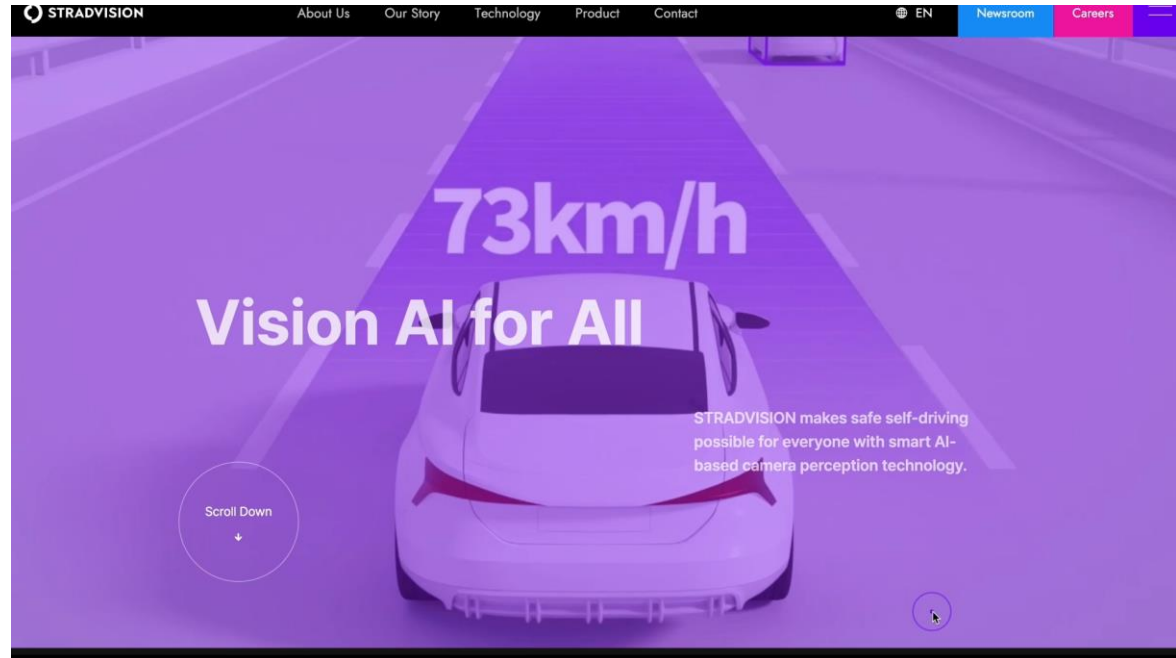 STRADVISION
About Us
Our Story
Technology
Product
Contact
EN
Newsroom
Careers
73km/h
Vision AI for All
STRADVISION makes safe self-driving
possible for everyone with smart AI-
based camera perception technology.
Scroll Down